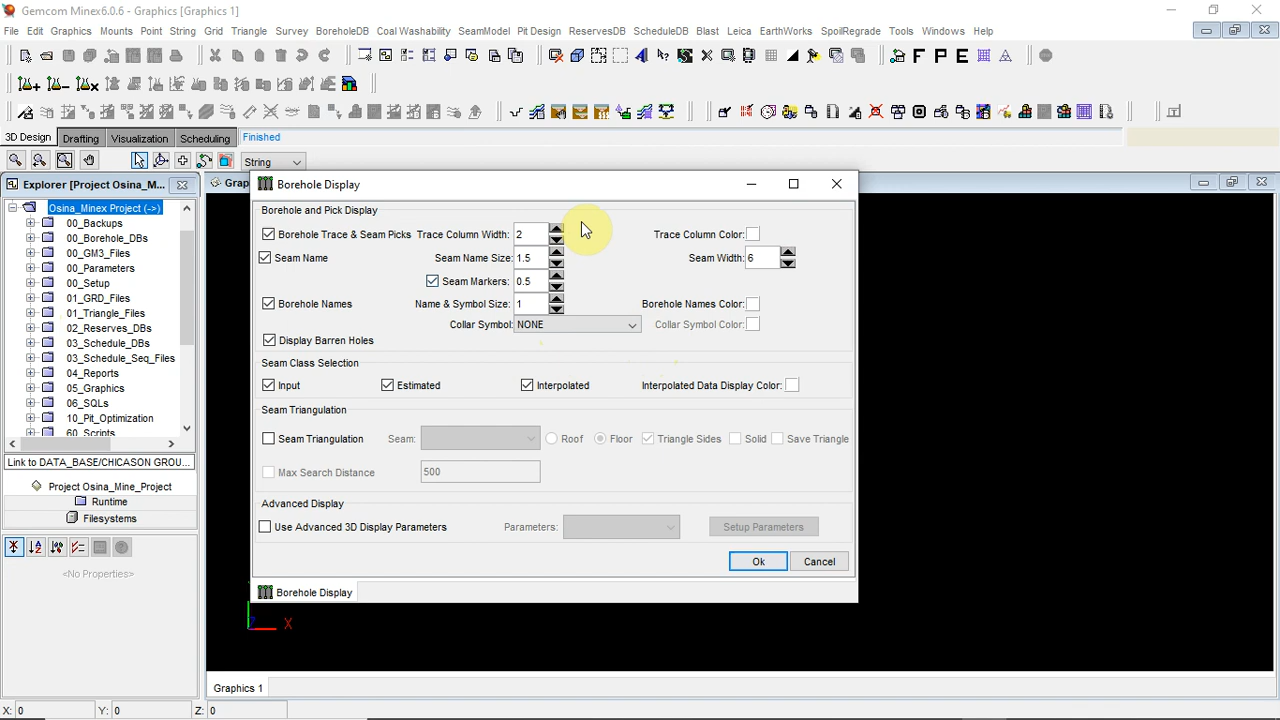 Gemcom Minex6.0.6 - Graphics [Graphics 1]
File Edit Graphics Mounts Point String Grid Triangle Survey BoreholeDB Coal Washability SeamModel Pit Design ReservesDB ScheduleDB Blast Leica EarthWorks SpoilRegrade Tools Windows Help
F P E
3D Design Drafting Visualization Scheduling Finished
String
Explorer [Project Osina_M...
Grap
Borehole Display
Osina_Minex Project (->)
00_Backups
00_Borehole_DBs
00_GM3_Files
00_Parameters
00_Setup
01_GRD_Files
01_Triangle_Files
02_Reserves_DBs
03_Schedule_DBs
03_Schedule_Seq_Files
04_Reports
05_Graphics
06_SQLs
10_Pit_Optimization
60_Scripts
Link to DATA_BASE/CHICASON GROU...
Project Osina_Mine_Project
Runtime
Filesystems
<No Properties>
Borehole and Pick Display
Borehole Trace & Seam Picks Trace Column Width: 2 Trace Column Color:
Seam Name Seam Name Size: 1.5 Seam Width: 6
Seam Markers: 0.5
Borehole Names Name & Symbol Size: 1 Borehole Names Color:
Collar Symbol: NONE Collar Symbol Color:
Display Barren Holes
Seam Class Selection
Input Estimated Interpolated Interpolated Data Display Color:
Seam Triangulation
Seam Triangulation Seam: Roof Floor Triangle Sides Solid Save Triangle
Max Search Distance 500
Advanced Display
Use Advanced 3D Display Parameters Parameters: Setup Parameters
Ok Cancel
Borehole Display
Z X
Graphics 1
X: 0 Y: 0 Z: 0